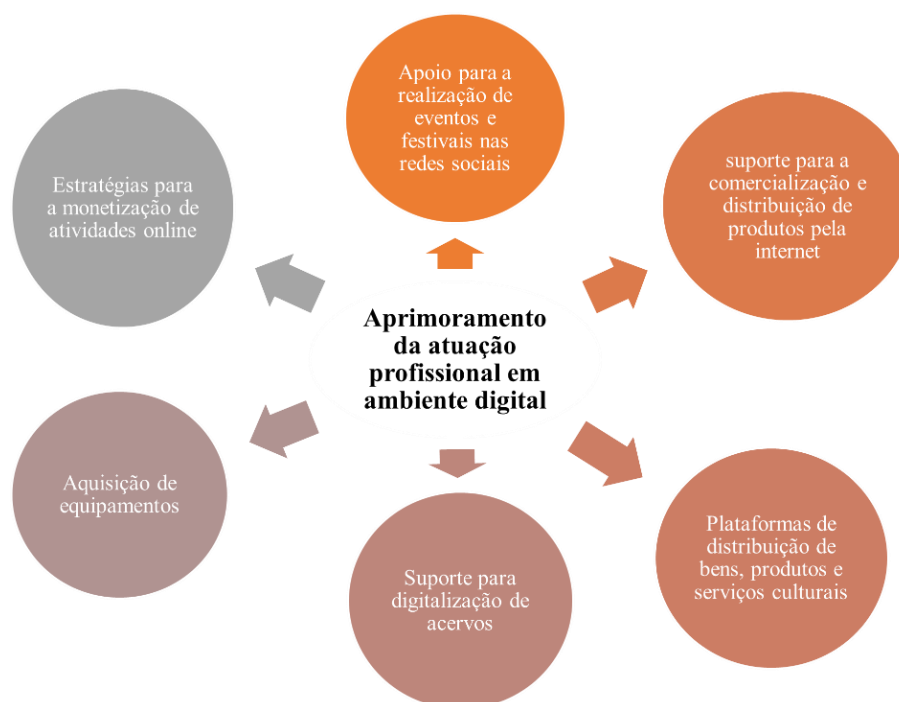 Apoio para a
realização de
eventos e
festivais nas
redes sociais
suporte para a
comercialização e
distribuição de
produtos pela
internet
Plataformas de
distribuição de
bens, produtos e
serviços culturais
Suporte para
digitalização de
acervos
Aquisição de
equipamentos
Estratégias para
a monetização de
atividades online
Aprimoramento
da atuação
profissional em
ambiente digital